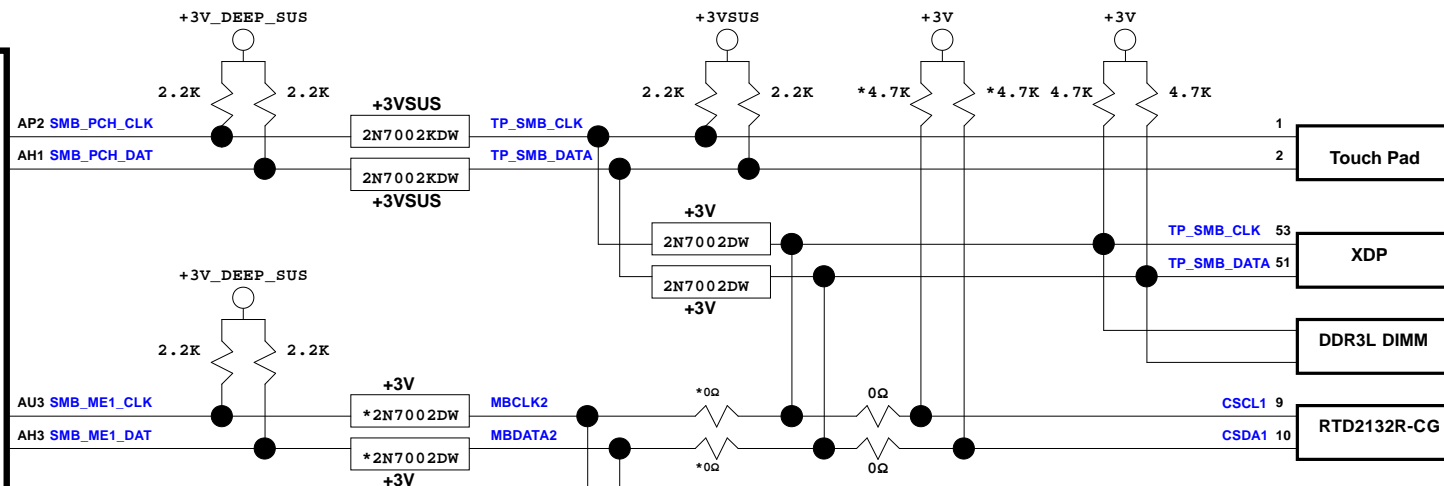 +3V_DEEP_SUS +3VSUS +3V +3V
2.2K 2.2K 2.2K 2.2K *4.7K *4.7K 4.7K 4.7K
+3VSUS
AP2 SMB_PCH_CLK 2N7002KDW TP_SMB_CLK 1
AH1 SMB_PCH_DAT 2N7002KDW TP_SMB_DATA 2 Touch Pad
+3VSUS
+3V
2N7002DW TP_SMB_CLK 53
2N7002DW TP_SMB_DATA 51 XDP
+3V
+3V_DEEP_SUS
DDR3L DIMM
2.2K 2.2K
+3V *0Ω 0Ω
AU3 SMB_ME1_CLK *2N7002DW MBCLK2 CSCL1 9
AH3 SMB_ME1_DAT *2N7002DW MBDATA2 CSDA1 10 RTD2132R-CG
+3V *0Ω 0Ω